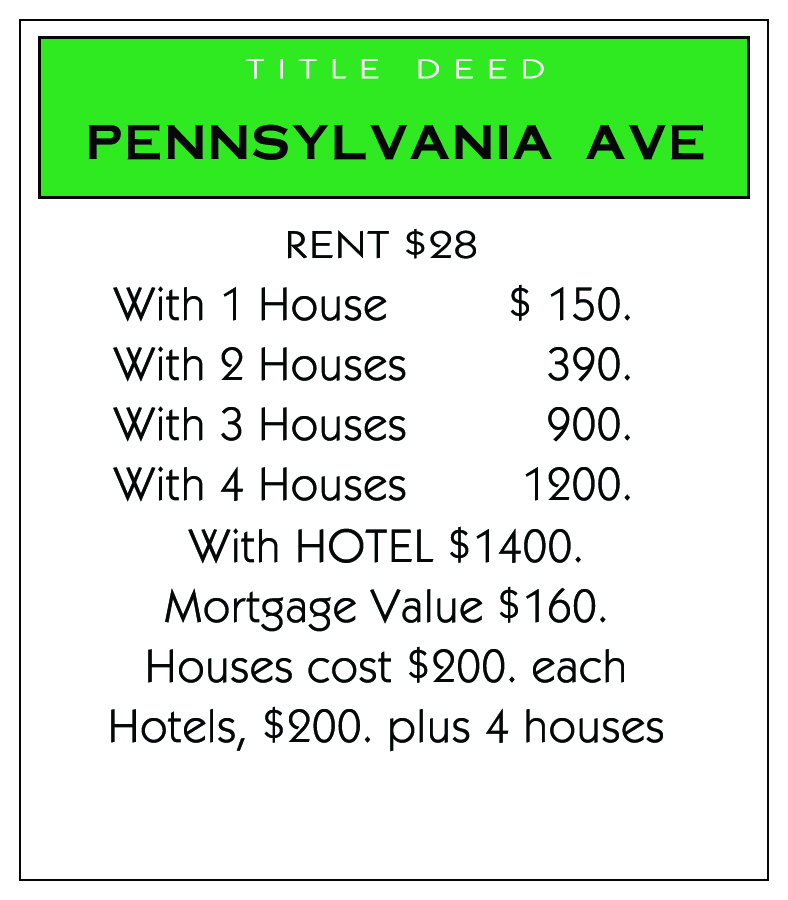 TITLE DEED
PENNSYLVANIA AVE
RENT $28
With 1 House $ 150.
With 2 Houses 390.
With 3 Houses 900.
With 4 Houses 1200.
With HOTEL $1400.
Mortgage Value $160.
Houses cost $200. each
Hotels, $200. plus 4 houses